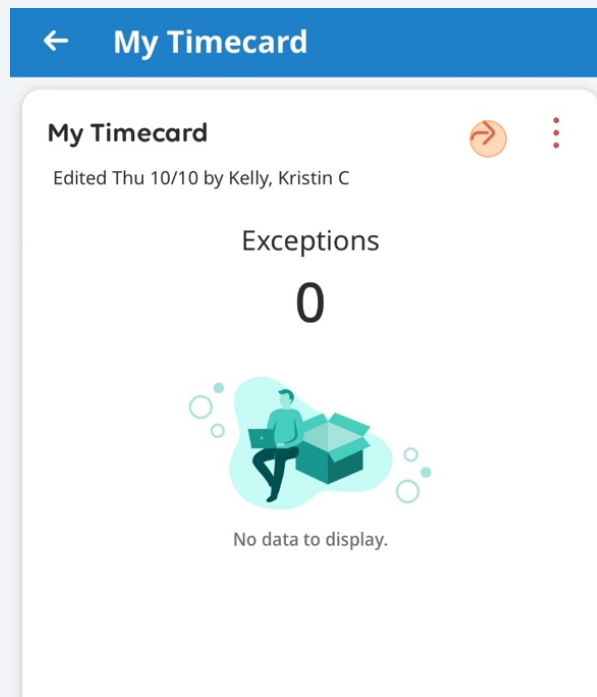 My Timecard
My Timecard
Edited Thu 10/10 by Kelly, Kristin C
Exceptions
0
No data to display.